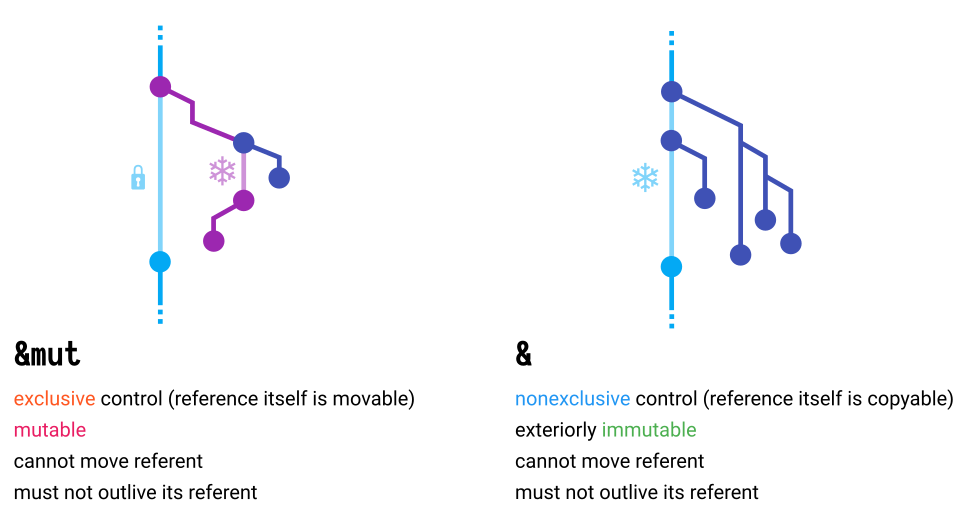 &mut
exclusive control (reference itself is movable)
mutable
cannot move referent
must not outlive its referent
&
nonexclusive control (reference itself is copyable)
exteriorly immutable
cannot move referent
must not outlive its referent